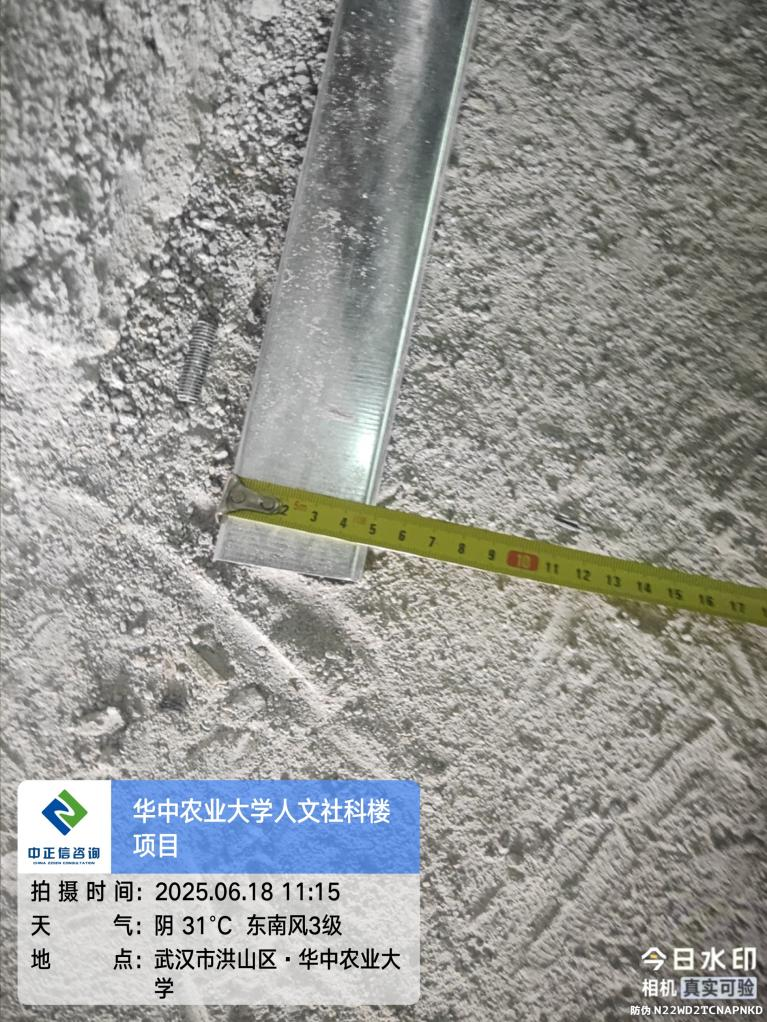 2 5m 3 4 5 6 7 8 9 10 11 12 13 14 15 16 17
中正信咨询
CHINA ZEXIN CONSULTATION
华中农业大学人文社科楼
项目
拍摄时间: 2025.06.18 11:15
天气: 阴 31℃ 东南风3级
地点: 武汉市洪山区·华中农业大
学
今日水印
相机 真实可验
防伪 N22WD2TCNAPNKD